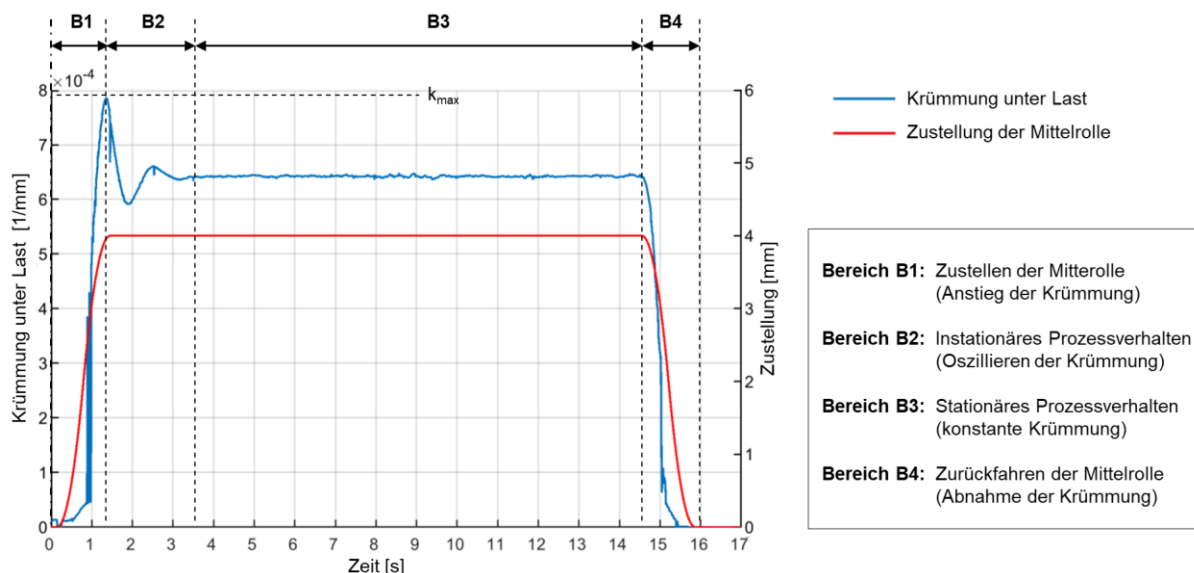 B1 B2 B3 B4
×10⁻⁴
k_max
8
7
6
5
4
3
2
1
0
Krümmung unter Last [1/mm]
6
5
4
3
2
1
0
Zustellung [mm]
0 1 2 3 4 5 6 7 8 9 10 11 12 13 14 15 16 17
Zeit [s]
Krümmung unter Last
Zustellung der Mittelrolle
Bereich B1: Zustellen der Mitterolle
(Anstieg der Krümmung)
Bereich B2: Instationäres Prozessverhalten
(Oszillieren der Krümmung)
Bereich B3: Stationäres Prozessverhalten
(konstante Krümmung)
Bereich B4: Zurückfahren der Mittelrolle
(Abnahme der Krümmung)